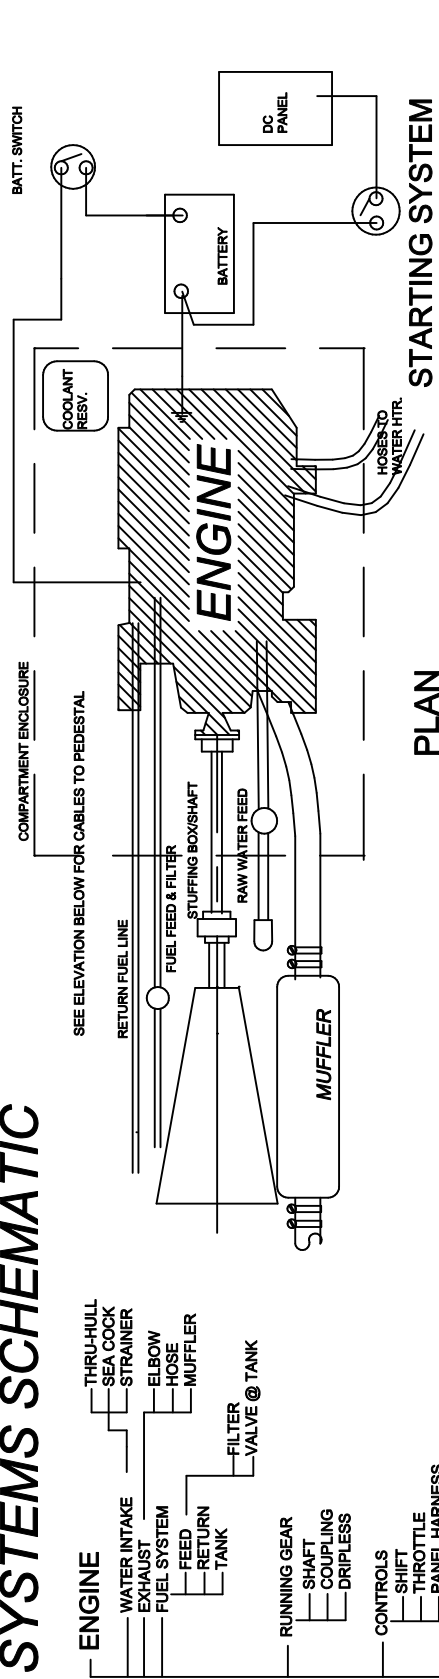 SYSTEMS SCHEMATIC
ENGINE
WATER INTAKE
THRU-HULL
SEA COCK
STRAINER
EXHAUST
ELBOW
HOSE
MUFFLER
FUEL SYSTEM
FEED
RETURN
TANK
FILTER
VALVE @ TANK
RUNNING GEAR
SHAFT
COUPLING
DRIPLESS
CONTROLS
SHIFT
THROTTLE
PANEL HARNESS
COMPARTMENT ENCLOSURE
SEE ELEVATION BELOW FOR CABLES TO PEDESTAL
RETURN FUEL LINE
FUEL FEED & FILTER
STUFFING BOX/SHAFT
RAW WATER FEED
MUFFLER
ENGINE
COOLANT
RESV.
HOSES TO
WATER HTR.
BATT. SWITCH
BATTERY
DC
PANEL
PLAN
STARTING SYSTEM